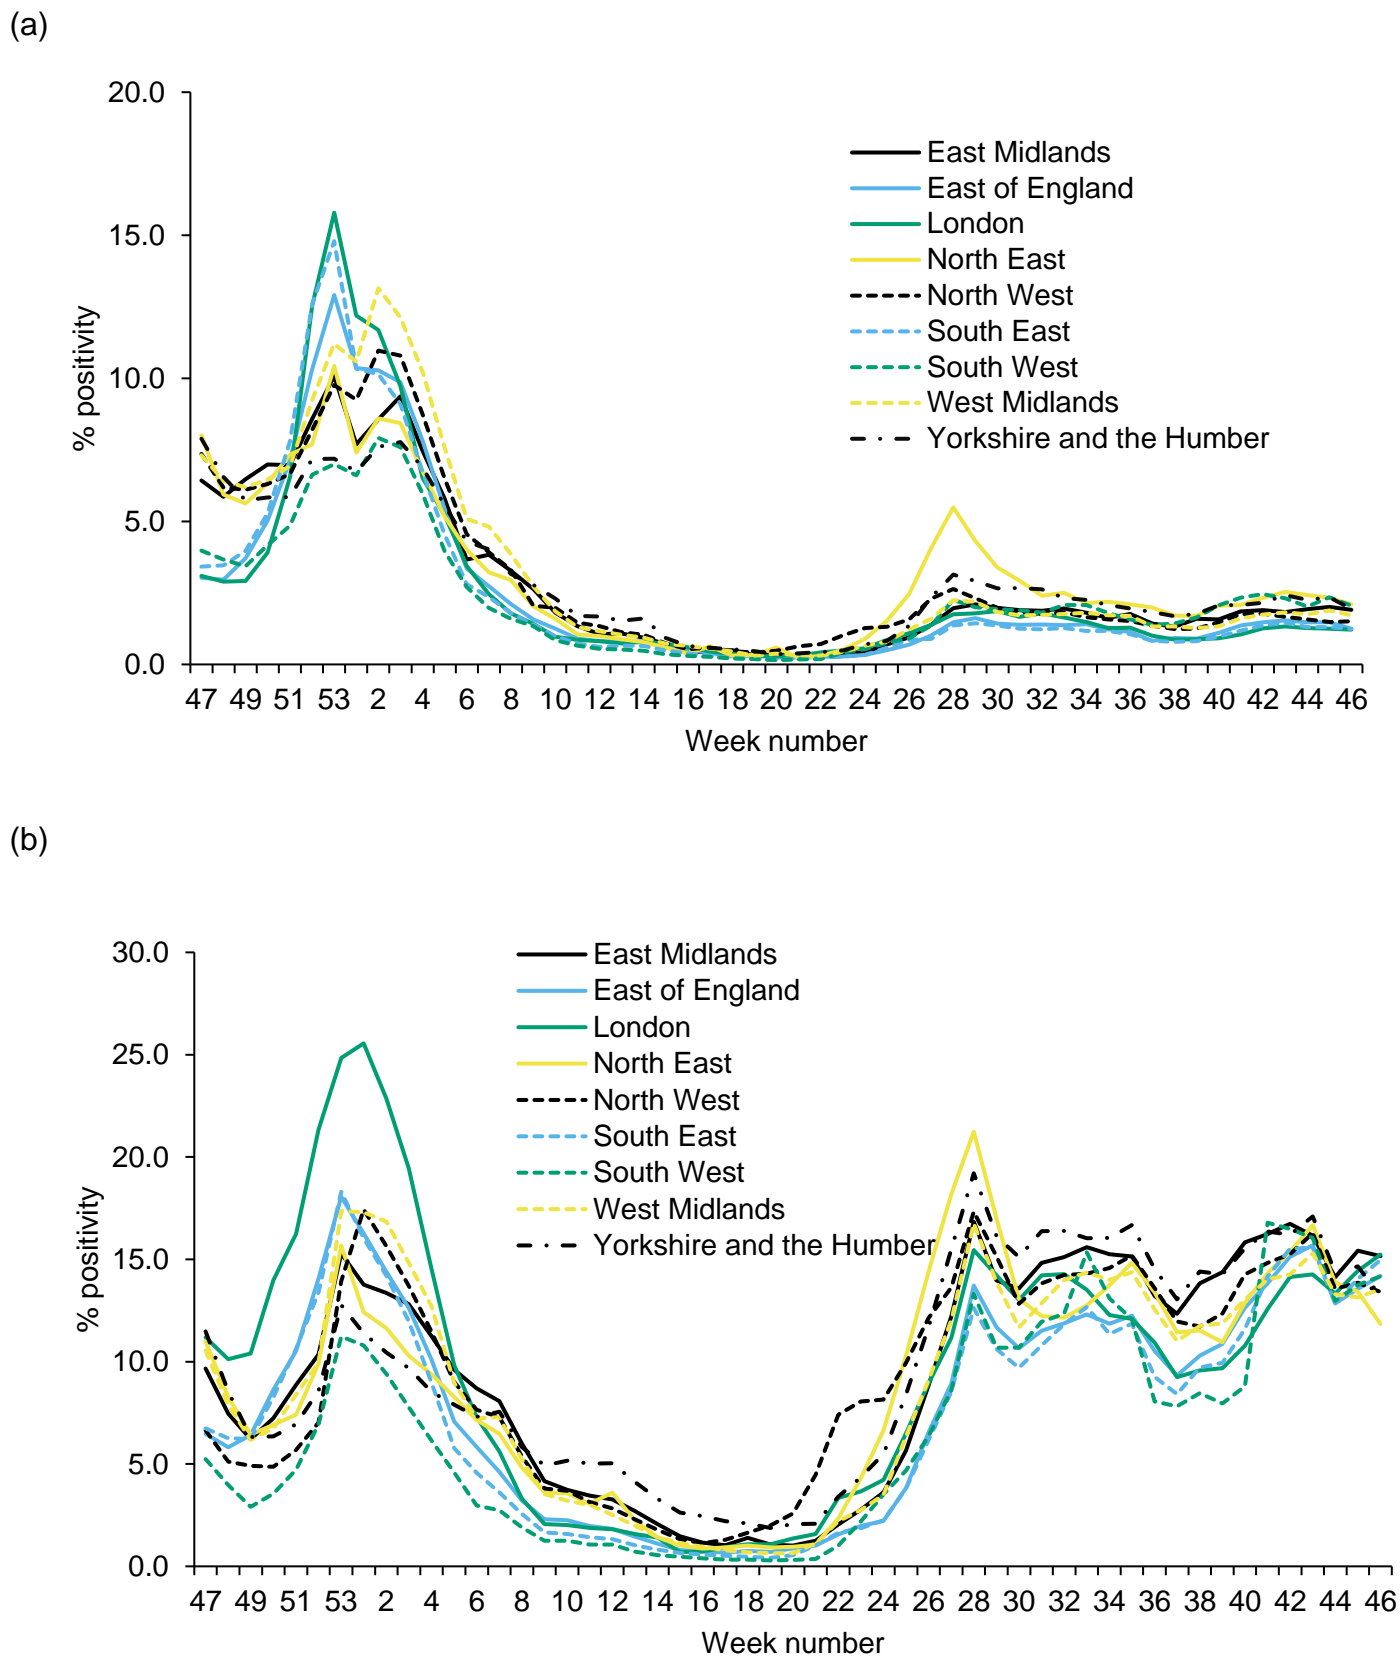 (a)
20.0
15.0
10.0
5.0
0.0
% positivity
East Midlands
East of England
London
North East
North West
South East
South West
West Midlands
Yorkshire and the Humber
47 49 51 53 2 4 6 8 10 12 14 16 18 20 22 24 26 28 30 32 34 36 38 40 42 44 46
Week number
(b)
30.0
25.0
20.0
15.0
10.0
5.0
0.0
% positivity
East Midlands
East of England
London
North East
North West
South East
South West
West Midlands
Yorkshire and the Humber
47 49 51 53 2 4 6 8 10 12 14 16 18 20 22 24 26 28 30 32 34 36 38 40 42 44 46
Week number